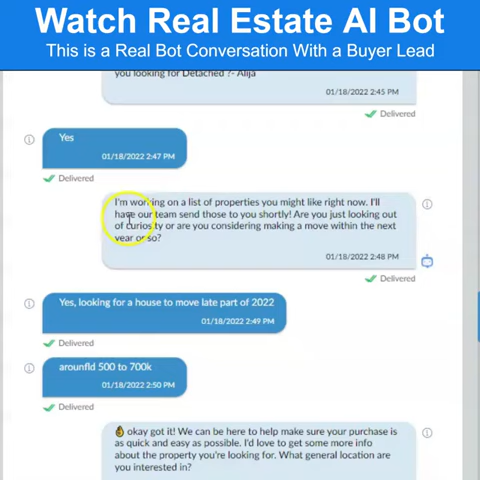 Watch Real Estate AI Bot
This is a Real Bot Conversation With a Buyer Lead
you looking for Detached ?- Alija
01/18/2022 2:45 PM
Delivered
Yes
01/18/2022 2:47 PM
Delivered
I'm working on a list of properties you might like right now. I'll
have our team send those to you shortly! Are you just looking out
of curiosity or are you considering making a move within the next
year or so?
01/18/2022 2:48 PM
Delivered
Yes, looking for a house to move late part of 2022
01/18/2022 2:49 PM
Delivered
arounfld 500 to 700k
01/18/2022 2:50 PM
Delivered
👌 okay got it! We can be here to help make sure your purchase is
as quick and easy as possible. I'd love to get some more info
about the property you're looking for. What general location are
you interested in?